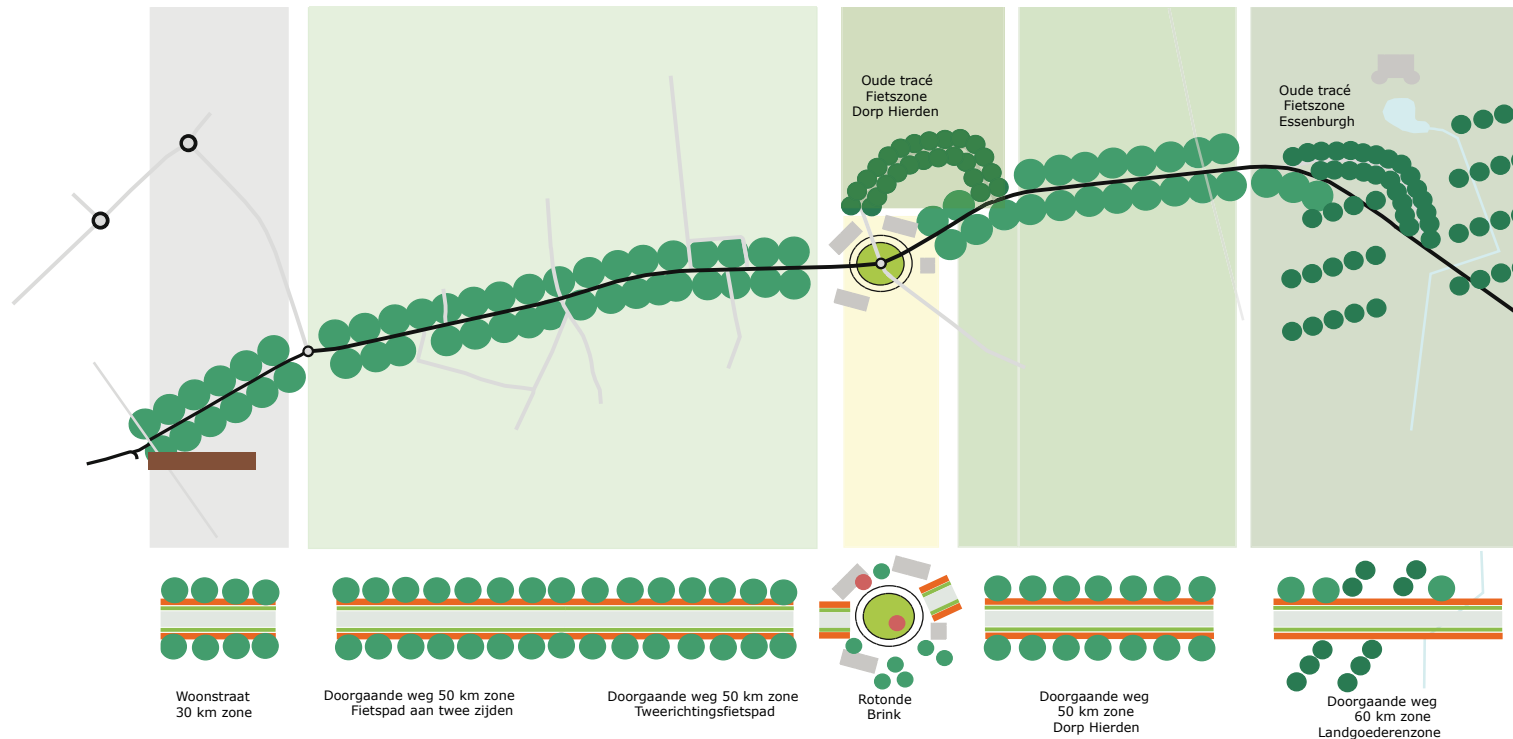 Oude tracé
Fietszone
Dorp Hierden
Oude tracé
Fietszone
Essenburgh
Woonstraat
30 km zone
Doorgaande weg 50 km zone
Fietspad aan twee zijden
Doorgaande weg 50 km zone
Tweerichtingsfietspad
Rotonde
Brink
Doorgaande weg
50 km zone
Dorp Hierden
Doorgaande weg
60 km zone
Landgoederenzone